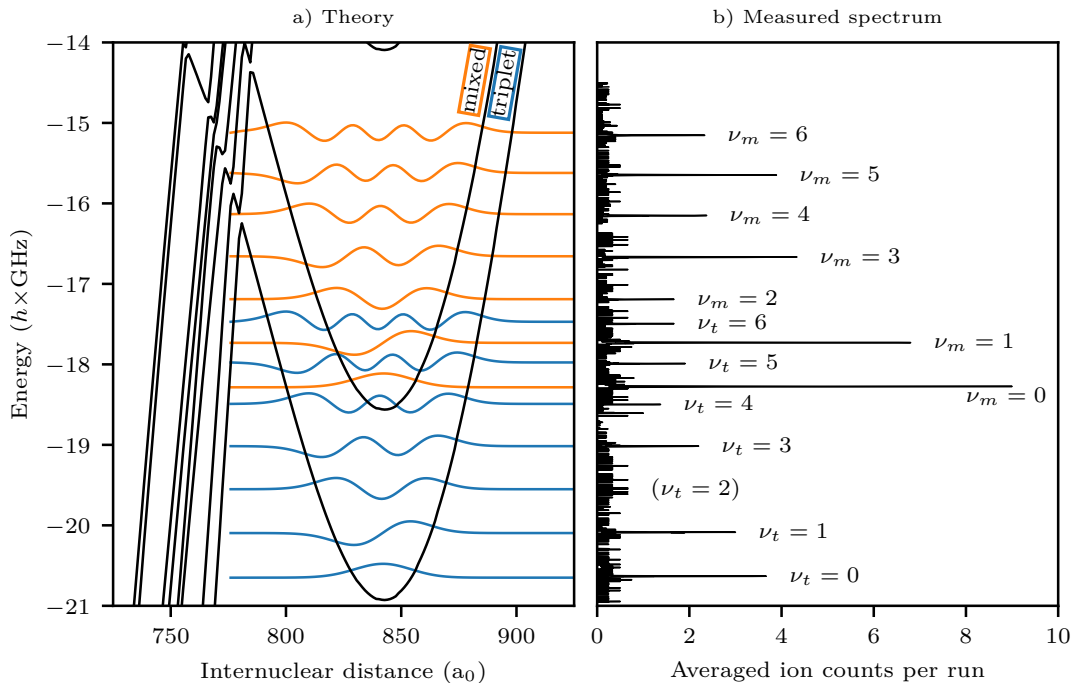 a) Theory
b) Measured spectrum
Energy (h×GHz)
−14
−15
−16
−17
−18
−19
−20
−21
mixed
triplet
750
800
850
900
Internuclear distance (a₀)
νₘ = 6
νₘ = 5
νₘ = 4
νₘ = 3
νₘ = 2
νₜ = 6
νₘ = 1
νₜ = 5
νₘ = 0
νₜ = 4
νₜ = 3
(νₜ = 2)
νₜ = 1
νₜ = 0
0
2
4
6
8
10
Averaged ion counts per run